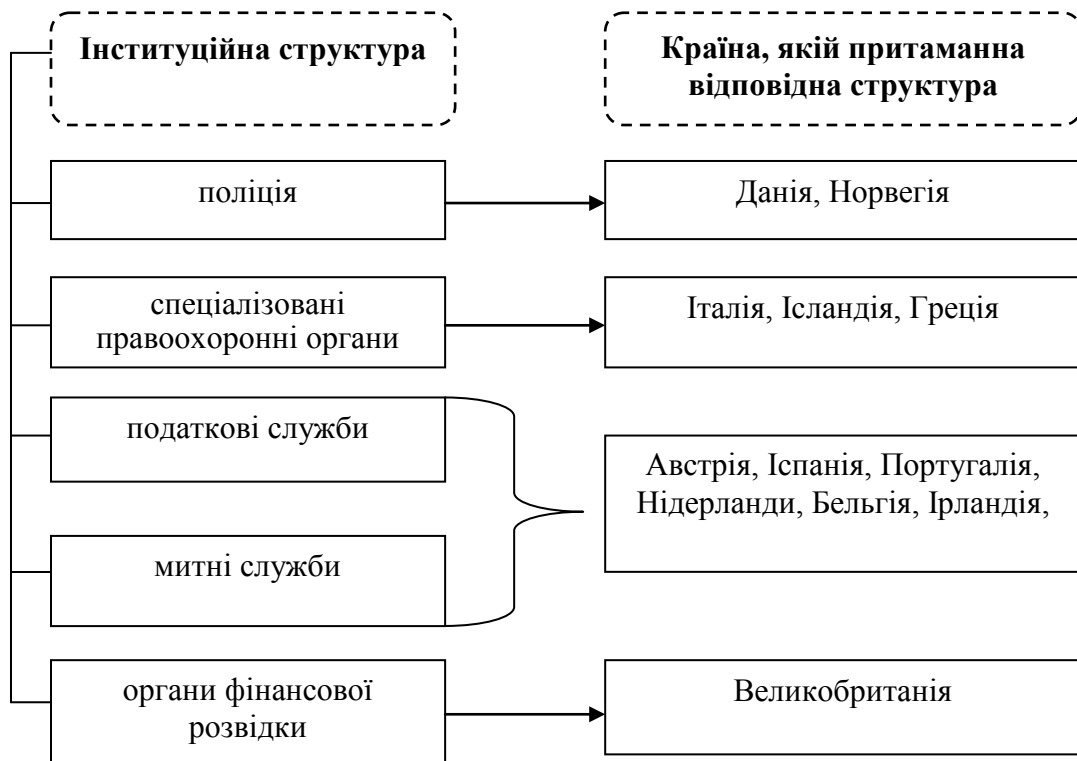 Інституційна структура
Країна, якій притаманна
відповідна структура
поліція
Данія, Норвегія
спеціалізовані
правоохоронні органи
Італія, Ісландія, Греція
податкові служби
Австрія, Іспанія, Португалія,
Нідерланди, Бельгія, Ірландія,
митні служби
органи фінансової
розвідки
Великобританія